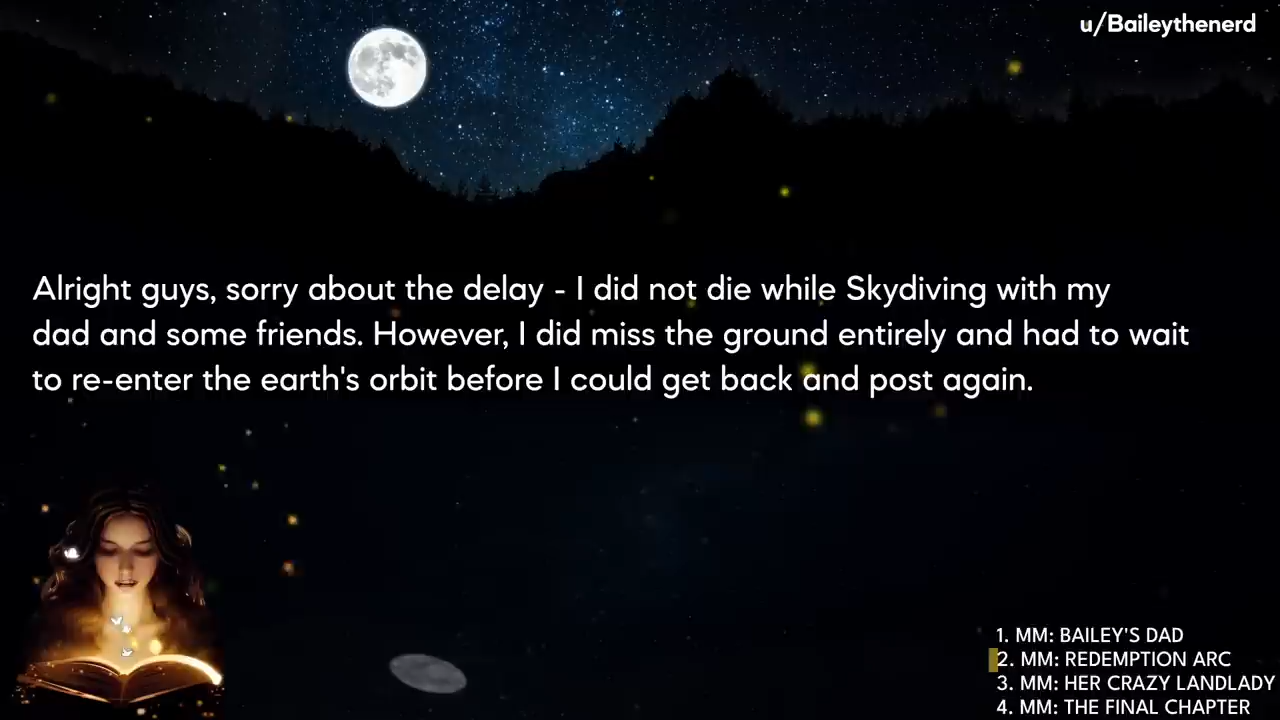 u/Baileythenerd
Alright guys, sorry about the delay - I did not die while Skydiving with my
dad and some friends. However, I did miss the ground entirely and had to wait
to re-enter the earth's orbit before I could get back and post again.
1. MM: BAILEY'S DAD
2. MM: REDEMPTION ARC
3. MM: HER CRAZY LANDLADY
4. MM: THE FINAL CHAPTER